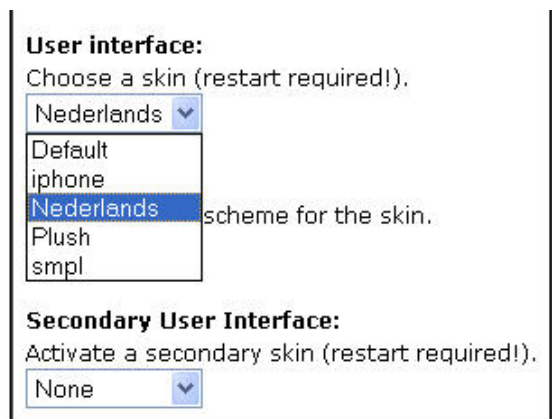 User interface:
Choose a skin (restart required!).
Nederlands
Default
iphone
Nederlands
scheme for the skin.
Plush
smpl
Secondary User Interface:
Activate a secondary skin (restart required!).
None